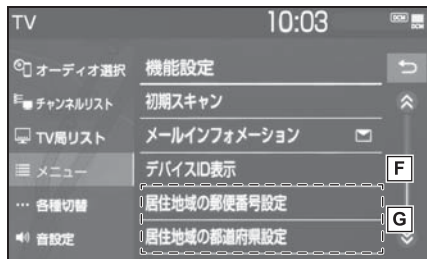 TV
10:03
DCM
オーディオ選択
チャンネルリスト
TV局リスト
メニュー
各種切替
音設定
機能設定
初期スキャン
メールインフォメーション
デバイスID表示
居住地域の郵便番号設定
居住地域の都道府県設定
F
G